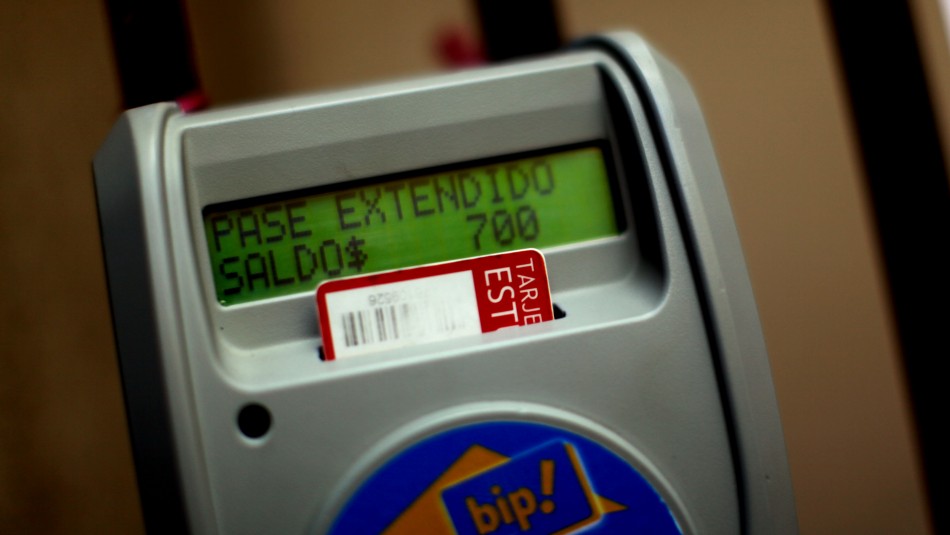 PASE EXTENDIDO
SALDO$ 700
TARJE
EST
bip!